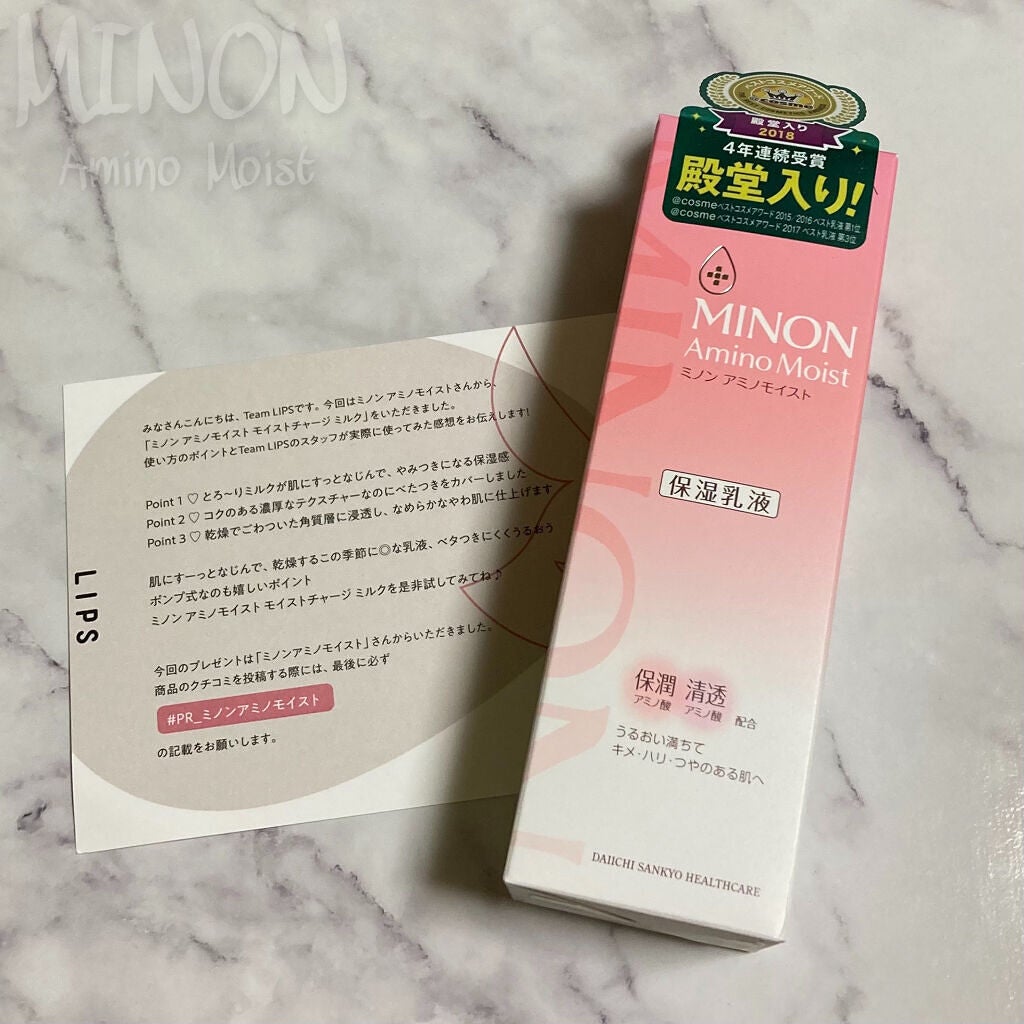 MINON
Amino Moist
ベストコスメアワード
@cosme
殿堂入り
2018
4年連続受賞
殿堂入り!
@cosmeベストコスメアワード2015/2016 ベスト乳液 第1位
@cosme ベストコスメアワード2017 ベスト乳液 第3位
MINON
MINON
Amino Moist
ミノン アミノモイスト
保湿乳液
保潤 清透
アミノ酸 アミノ酸 配合
うるおい満ちて
キメ・ハリ・つやのある肌へ
DAIICHI SANKYO HEALTHCARE
みなさんこんにちは、Team LIPSです。今回はミノン アミノモイストさんから、
「ミノン アミノモイスト モイストチャージ ミルク」をいただきました。
使い方のポイントとTeam LIPSのスタッフが実際に使ってみた感想をお伝えします!
Point 1 ♡ とろ〜りミルクが肌にすっとなじんで、やみつきになる保湿感
Point 2 ♡ コクのある濃厚なテクスチャーなのにべたつきをカバーしました
Point 3 ♡ 乾燥でごわついた角質層に浸透し、なめらかなやわ肌に仕上げます
肌にすーっとなじんで、乾燥するこの季節に◎な乳液、ベタつきにくくうるおう
ポンプ式なのも嬉しいポイント
ミノン アミノモイスト モイストチャージ ミルクを是非試してみてね♪
LIPS
今回のプレゼントは「ミノンアミノモイスト」さんからいただきました。
商品のクチコミを投稿する際には、最後に必ず
#PR_ミノンアミノモイスト
の記載をお願いします。